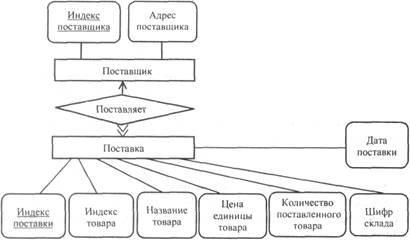 Индекс
поставщика
Адрес
поставщика
Поставщик
Поставляет
Поставка
Дата
поставки
Индекс
поставки
Индекс
товара
Название
товара
Цена
единицы
товара
Количество
поставленного
товара
Шифр
склада